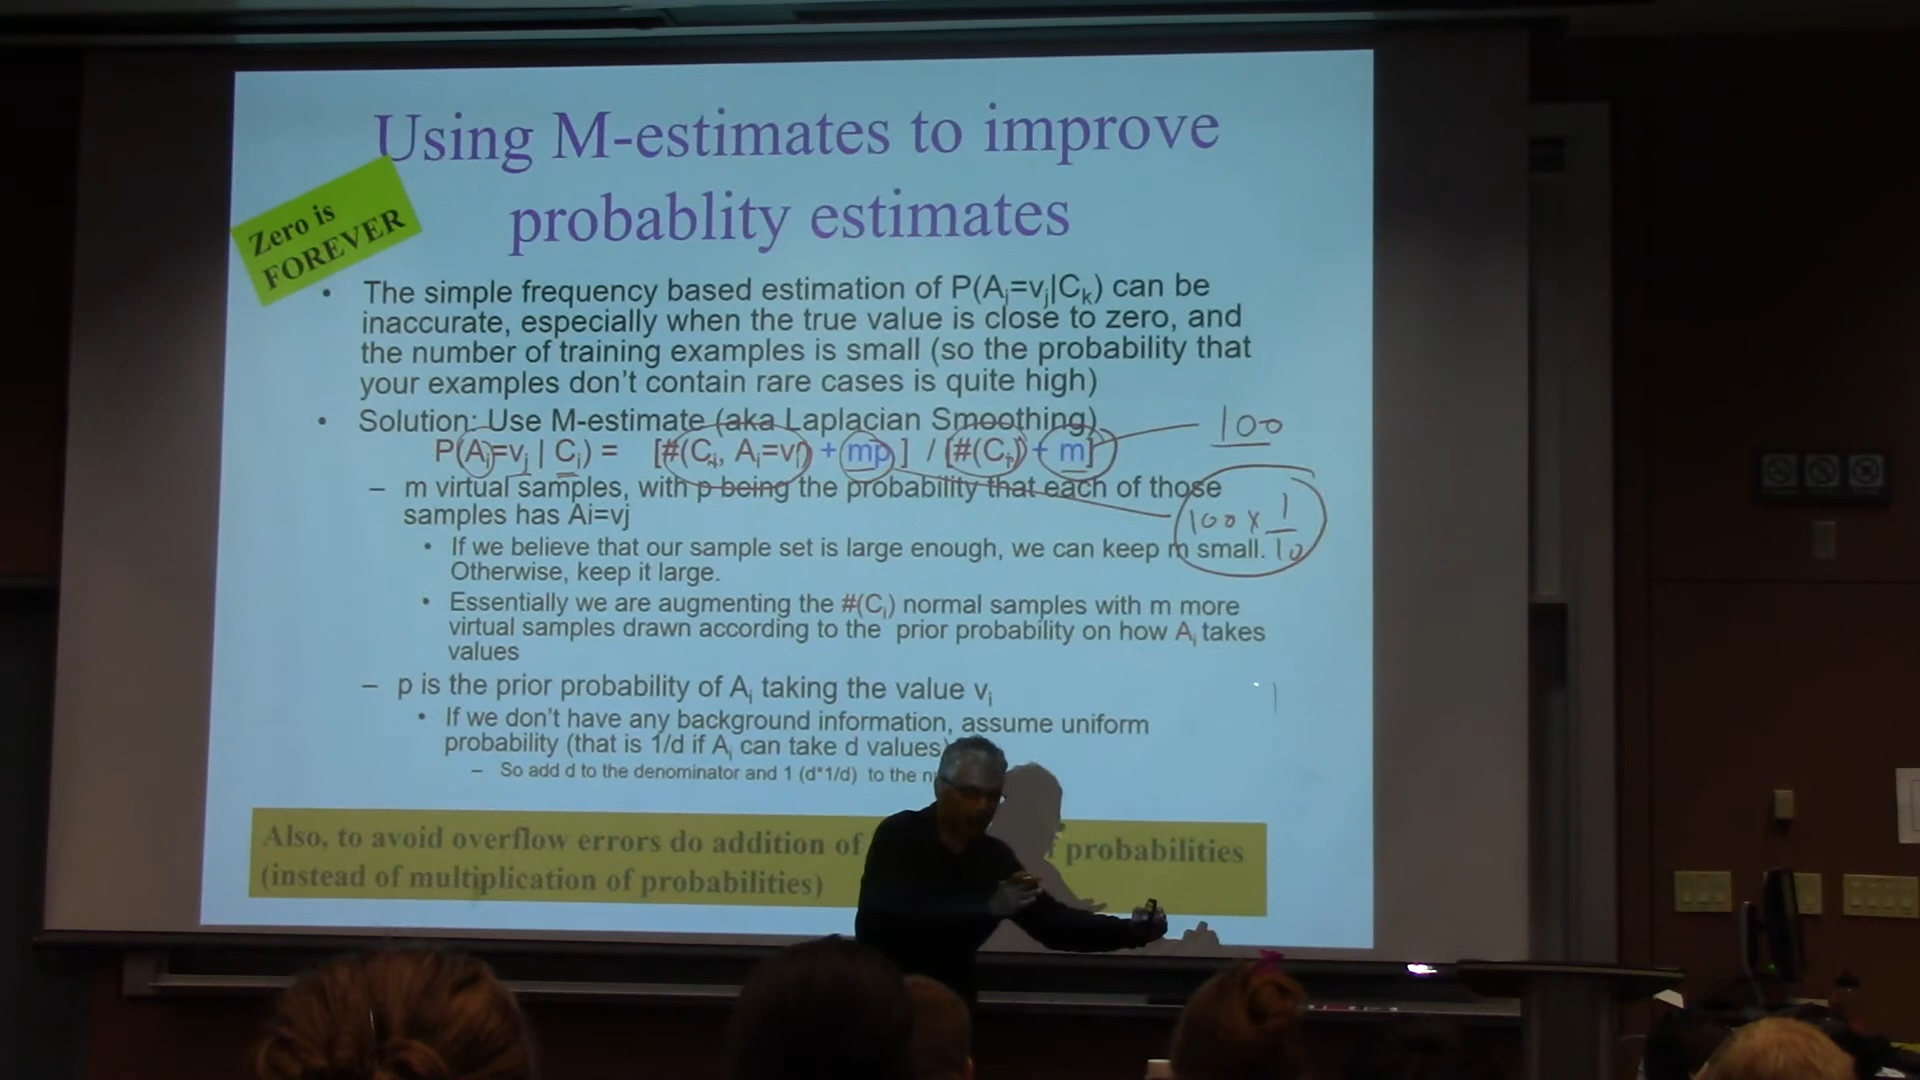 Using M-estimates to improve
probablity estimates
Zero is
FOREVER
• The simple frequency based estimation of P(Ai=vj|Ck) can be
inaccurate, especially when the true value is close to zero, and
the number of training examples is small (so the probability that
your examples don't contain rare cases is quite high)
• Solution: Use M-estimate (aka Laplacian Smoothing)
P(Ai=vj | Ci) = [#(Ci, Ai=vi) + mp ] / [#(Ci) + m]
100
– m virtual samples, with p being the probability that each of those
samples has Ai=vj
100 x 1/10
• If we believe that our sample set is large enough, we can keep m small.
Otherwise, keep it large.
• Essentially we are augmenting the #(Ci) normal samples with m more
virtual samples drawn according to the prior probability on how Ai takes
values
– p is the prior probability of Ai taking the value vi
• If we don't have any background information, assume uniform
probability (that is 1/d if Ai can take d values)
– So add d to the denominator and 1 (d*1/d) to the
Also, to avoid overflow errors do addition of probabilities
(instead of multiplication of probabilities)